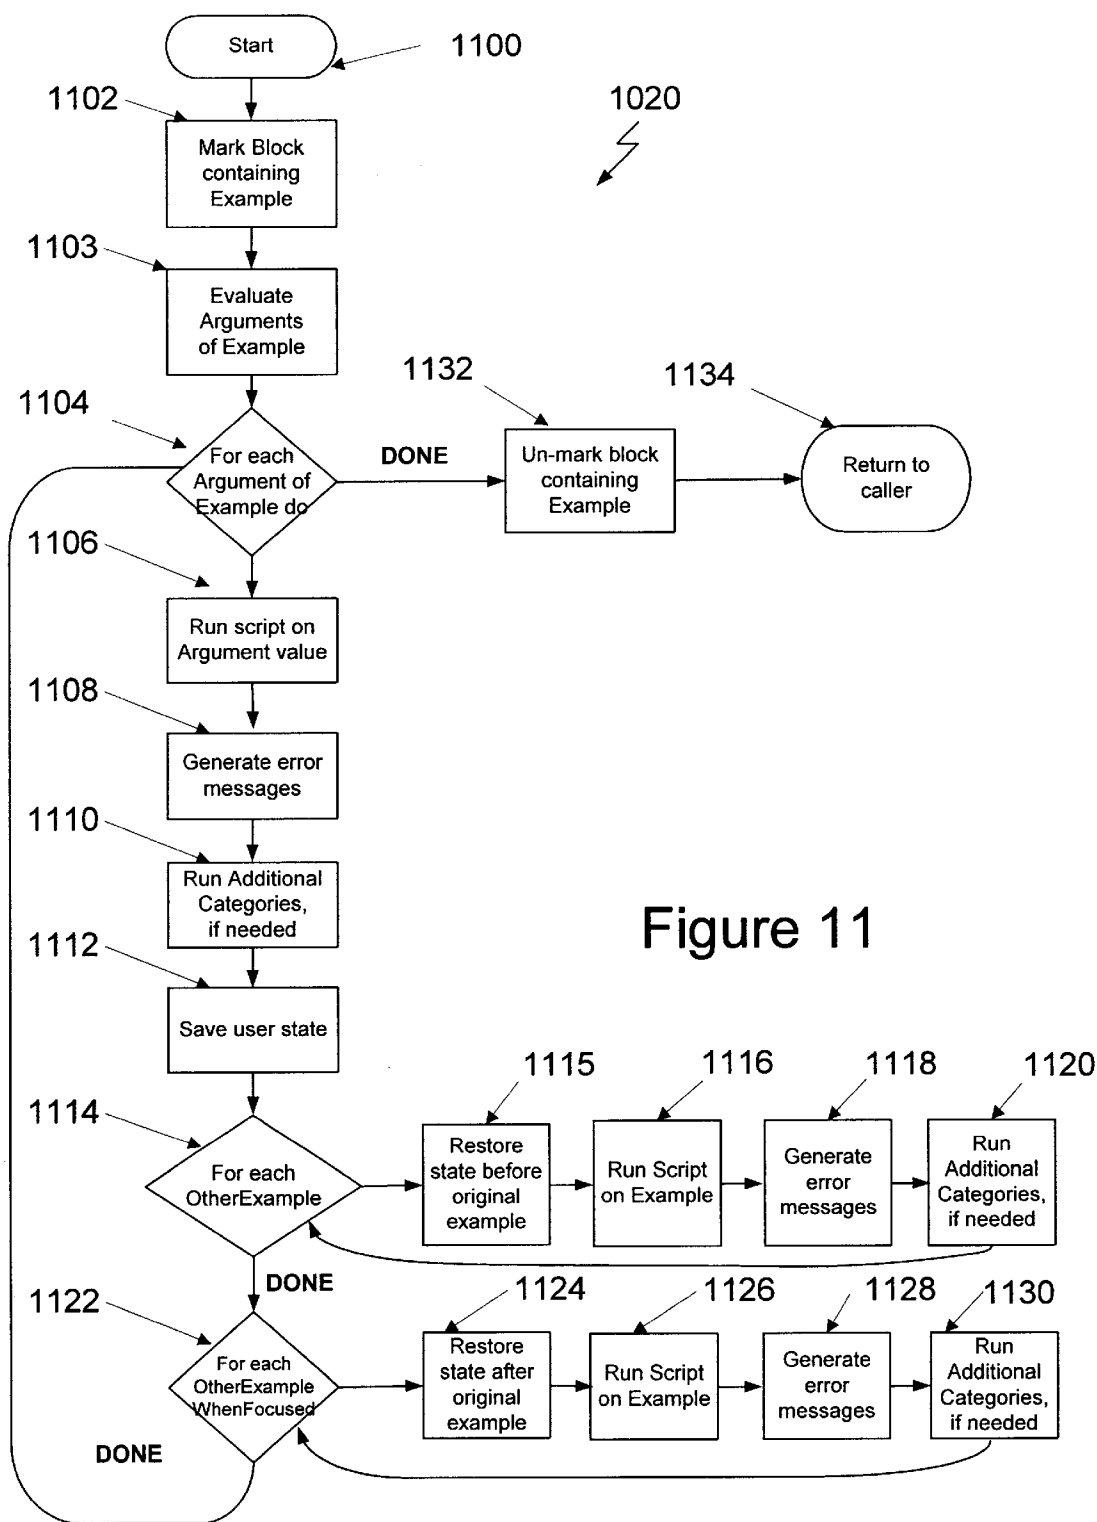 Start
1100
1102
1020
Mark Block
containing
Example
1103
Evaluate
Arguments
of Example
1132
1134
1104
For each
Argument of
Example do
DONE
Un-mark block
containing
Example
Return to
caller
1106
Run script on
Argument value
1108
Generate error
messages
1110
Run Additional
Categories,
if needed
Figure 11
1112
Save user state
1115
1116
1118
1120
1114
For each
OtherExample
Restore
state before
original
example
Run Script
on Example
Generate
error
messages
Run
Additional
Categories,
if needed
DONE
1122
1124
1126
1128
1130
For each
OtherExample
WhenFocused
Restore
state after
original
example
Run Script
on Example
Generate
error
messages
Run
Additional
Categories,
if needed
DONE